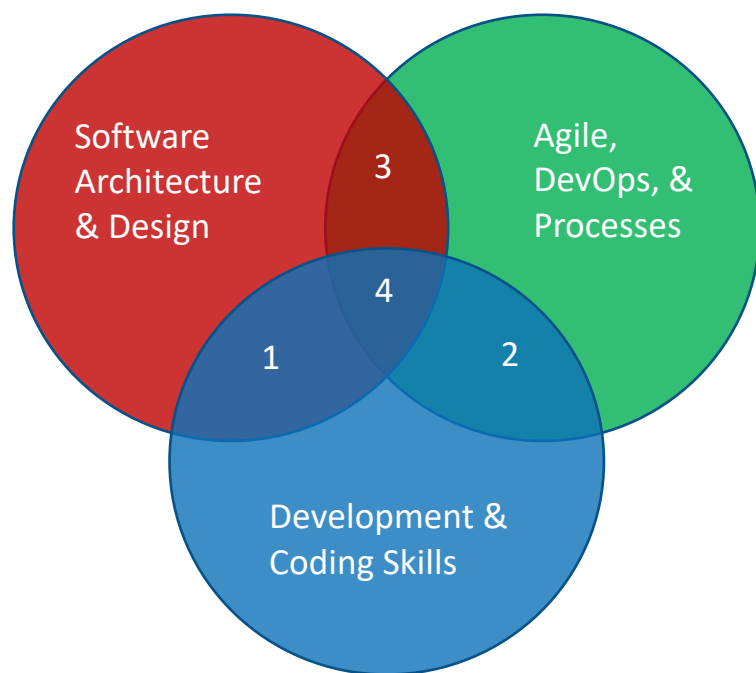 Software
Architecture
& Design
3
Agile,
DevOps, &
Processes
4
1
2
Development &
Coding Skills